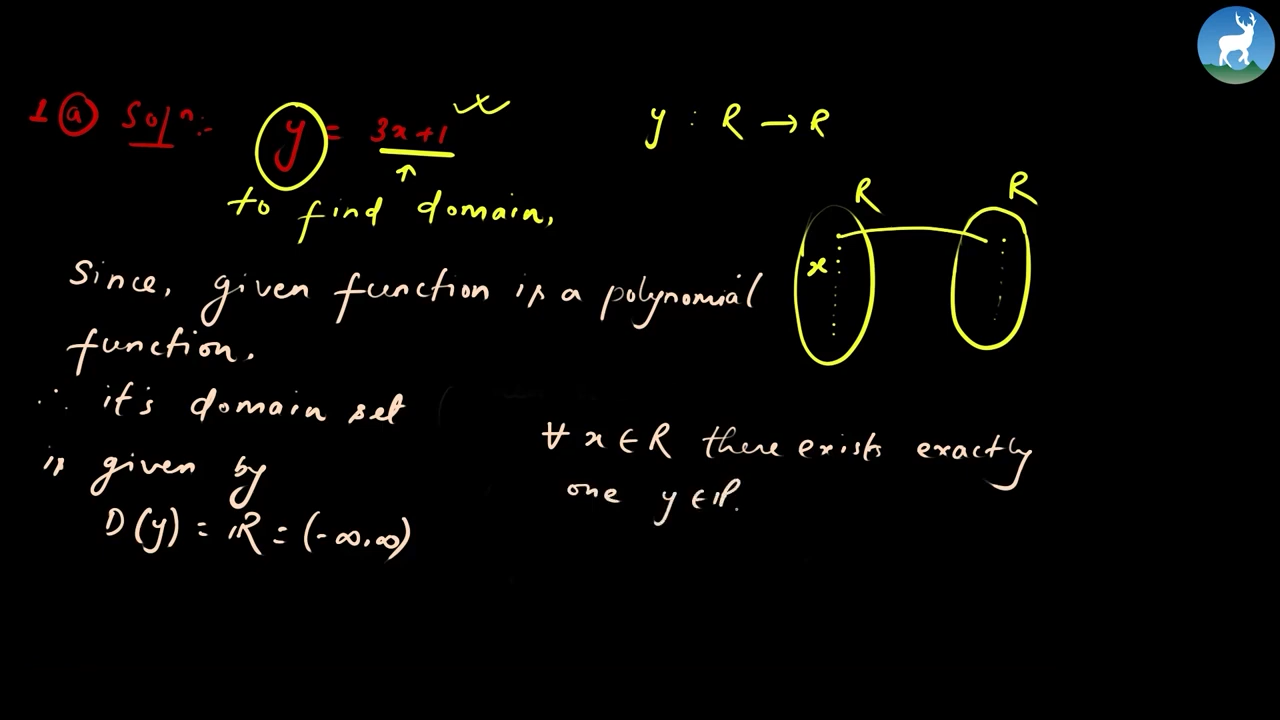 1 (a) Solⁿ:- y = 3x+1
y : R → R
to find domain,
R R
x
Since, given function is a polynomial
function.
∴ it's domain set
is given by
D(y) = R = (-∞,∞)
∀ x ∈ R there exists exactly
one y ∈ R.